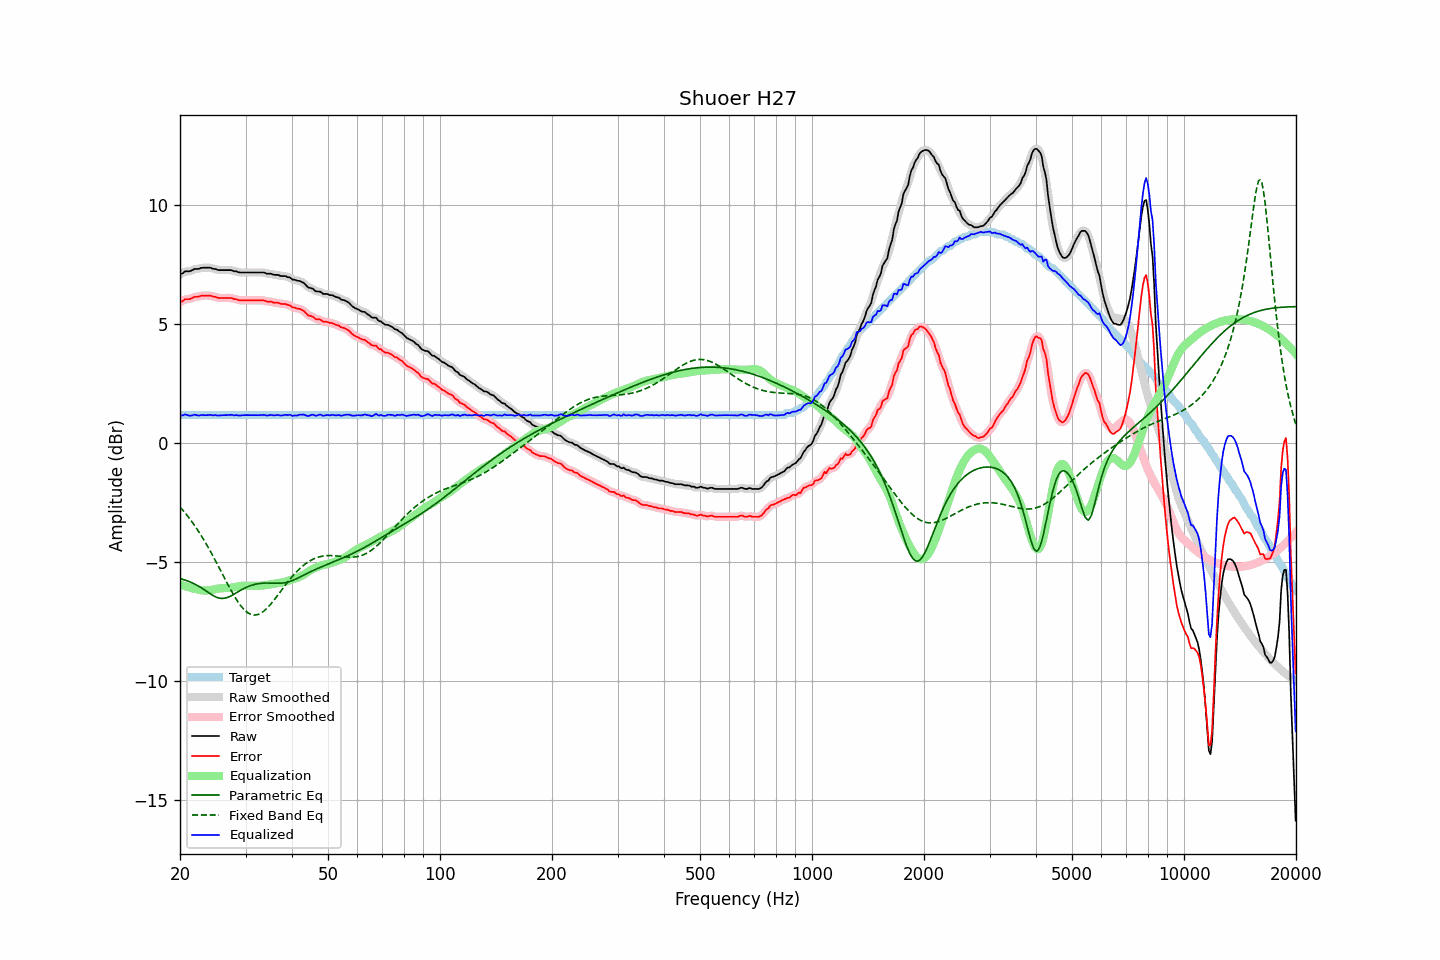 Shuoer H27
Amplitude (dBr)
10
5
0
−5
−10
−15
Target
Raw Smoothed
Error Smoothed
Raw
Error
Equalization
Parametric Eq
Fixed Band Eq
Equalized
20 50 100 200 500 1000 2000 5000 10000 20000
Frequency (Hz)